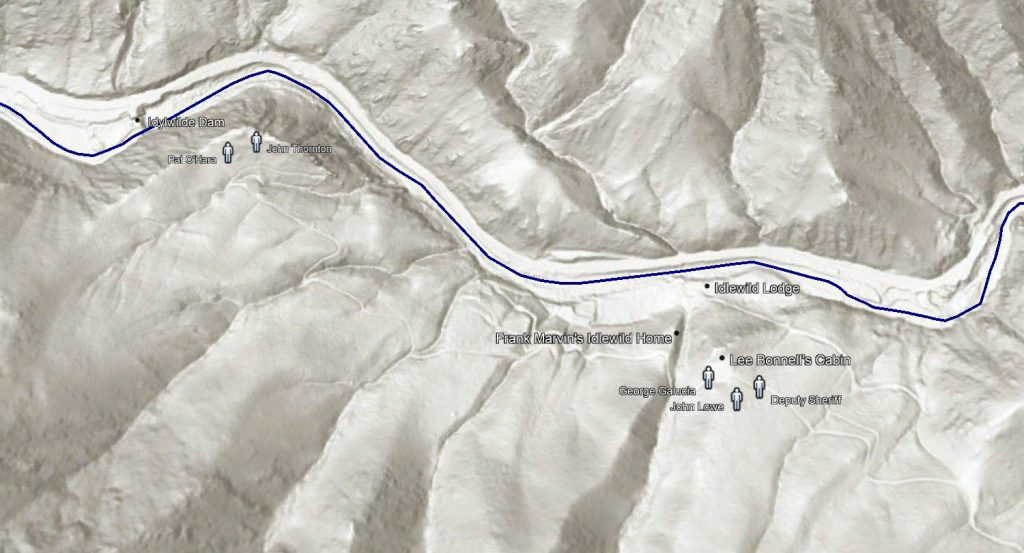 Idylwilde Dam
John Thornton
Pat O'Hara
Idlewild Lodge
Frank Marvin's Idlewild Home
Lee Bonnell's Cabin
George Galucia
Deputy Sheriff
John Lowe